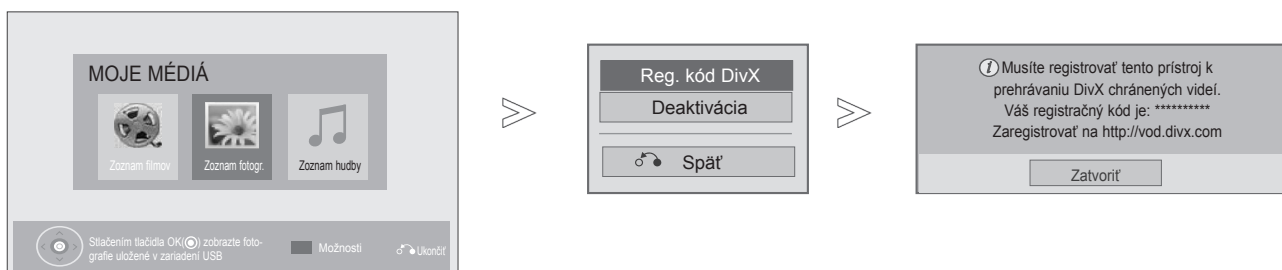 MOJE MÉDIÁ
Zoznam filmov
Zoznam fotogr.
Zoznam hudby
Stlačením tlačidla OK(◉) zobrazte foto-
grafie uložené v zariadení USB
Možnosti
Ukončiť
Reg. kód DivX
Deaktivácia
Späť
Musíte registrovať tento prístroj k
prehrávaniu DivX chránených videí.
Váš registračný kód je: **********
Zaregistrovať na http://vod.divx.com
Zatvoriť